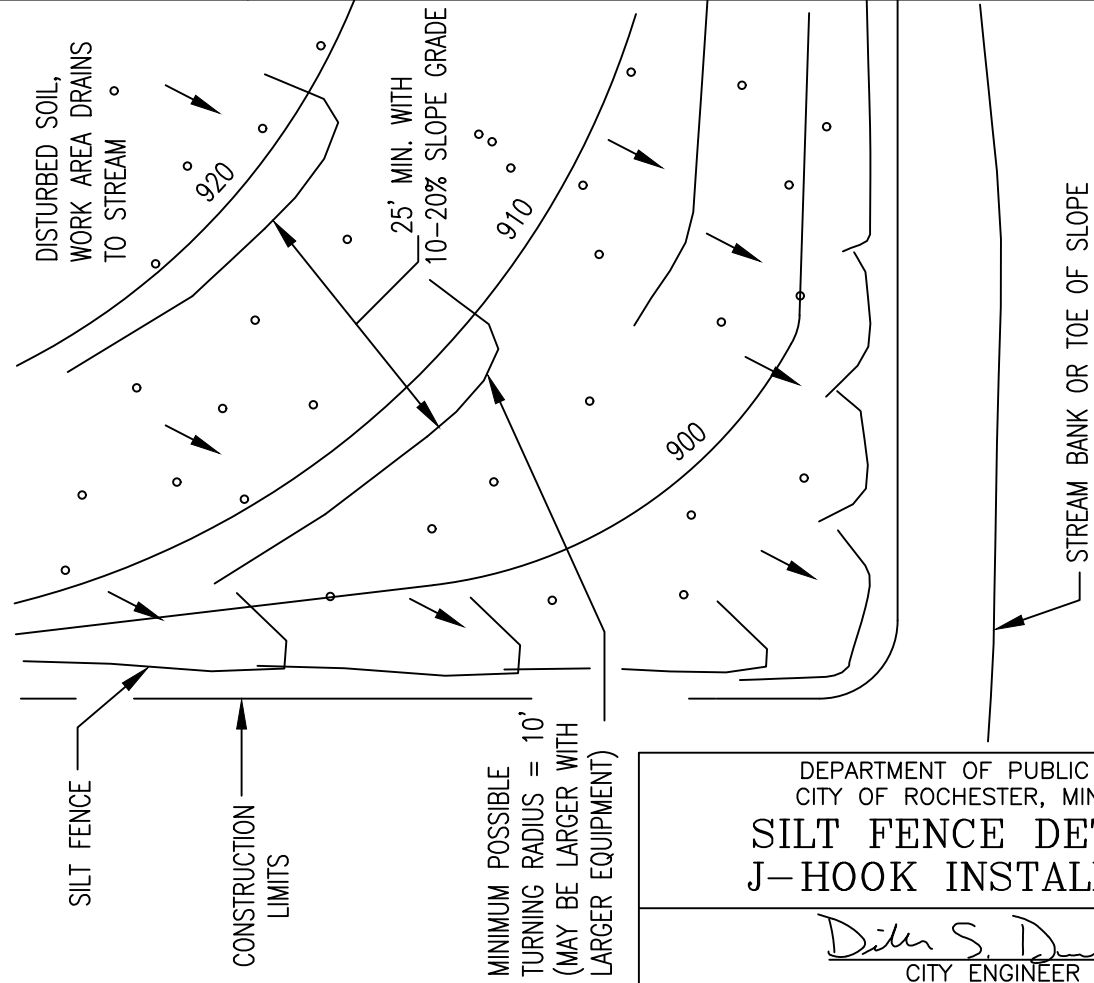 DISTURBED SOIL,
WORK AREA DRAINS
TO STREAM
920
25' MIN. WITH
10-20% SLOPE GRADE
910
900
STREAM BANK OR TOE OF SLOPE
SILT FENCE
CONSTRUCTION
LIMITS
MINIMUM POSSIBLE
TURNING RADIUS = 10'
(MAY BE LARGER WITH
LARGER EQUIPMENT)
DEPARTMENT OF PUBLIC
CITY OF ROCHESTER, MIN
SILT FENCE DET
J-HOOK INSTAL
CITY ENGINEER